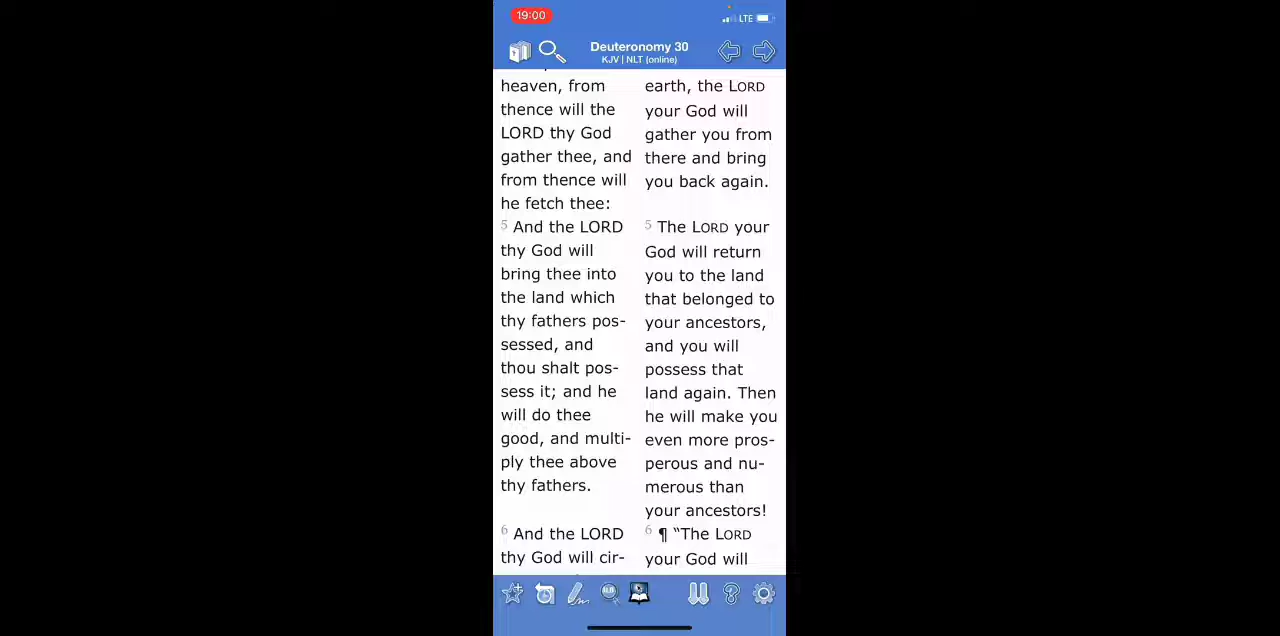 19:00
LTE
Deuteronomy 30
KJV | NLT (online)
heaven, from
thence will the
LORD thy God
gather thee, and
from thence will
he fetch thee:
5 And the LORD
thy God will
bring thee into
the land which
thy fathers pos-
sessed, and
thou shalt pos-
sess it; and he
will do thee
good, and multi-
ply thee above
thy fathers.
6 And the LORD
thy God will cir-
earth, the LORD
your God will
gather you from
there and bring
you back again.
5 The LORD your
God will return
you to the land
that belonged to
your ancestors,
and you will
possess that
land again. Then
he will make you
even more pros-
perous and nu-
merous than
your ancestors!
6 ¶ “The LORD
your God will